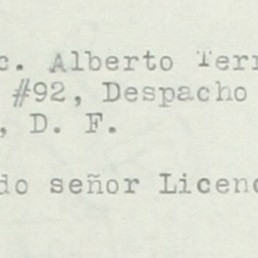 c. Alberto Terr
#92, Despacho
, D. F.
do señor Licenc